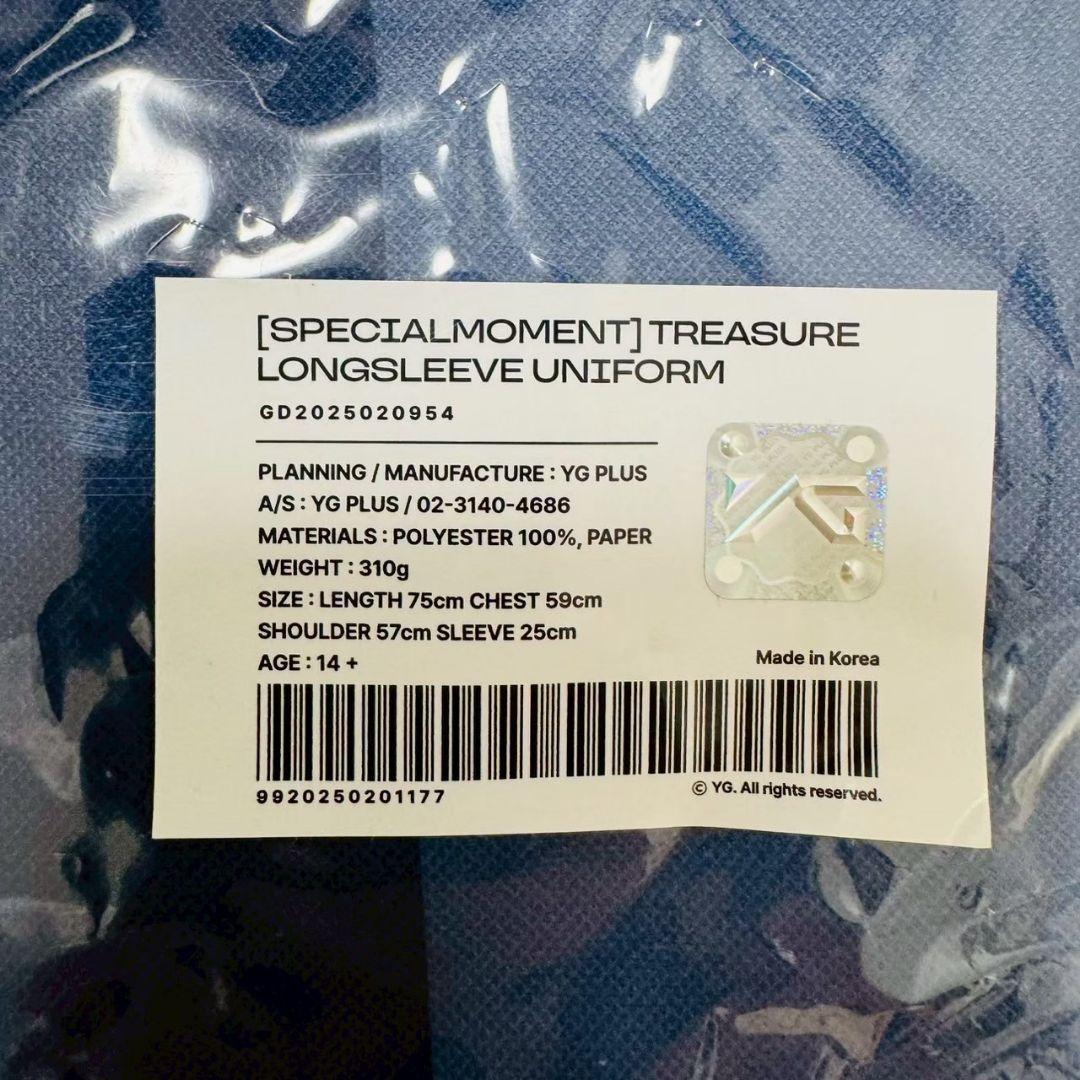 [SPECIALMOMENT] TREASURE
LONGSLEEVE UNIFORM
GD2025020954
PLANNING / MANUFACTURE : YG PLUS
A/S : YG PLUS / 02-3140-4686
MATERIALS : POLYESTER 100%, PAPER
WEIGHT : 310g
SIZE : LENGTH 75cm CHEST 59cm
SHOULDER 57cm SLEEVE 25cm
AGE : 14 +
Made in Korea
YG
9920250201177
© YG. All rights reserved.